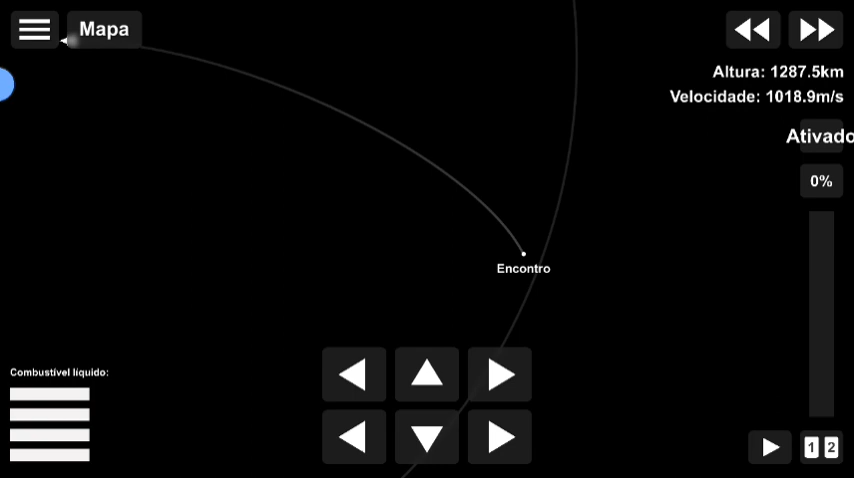 Mapa
Altura: 1287.5km
Velocidade: 1018.9m/s
Ativado
0%
Encontro
Combustível líquido:
1 2